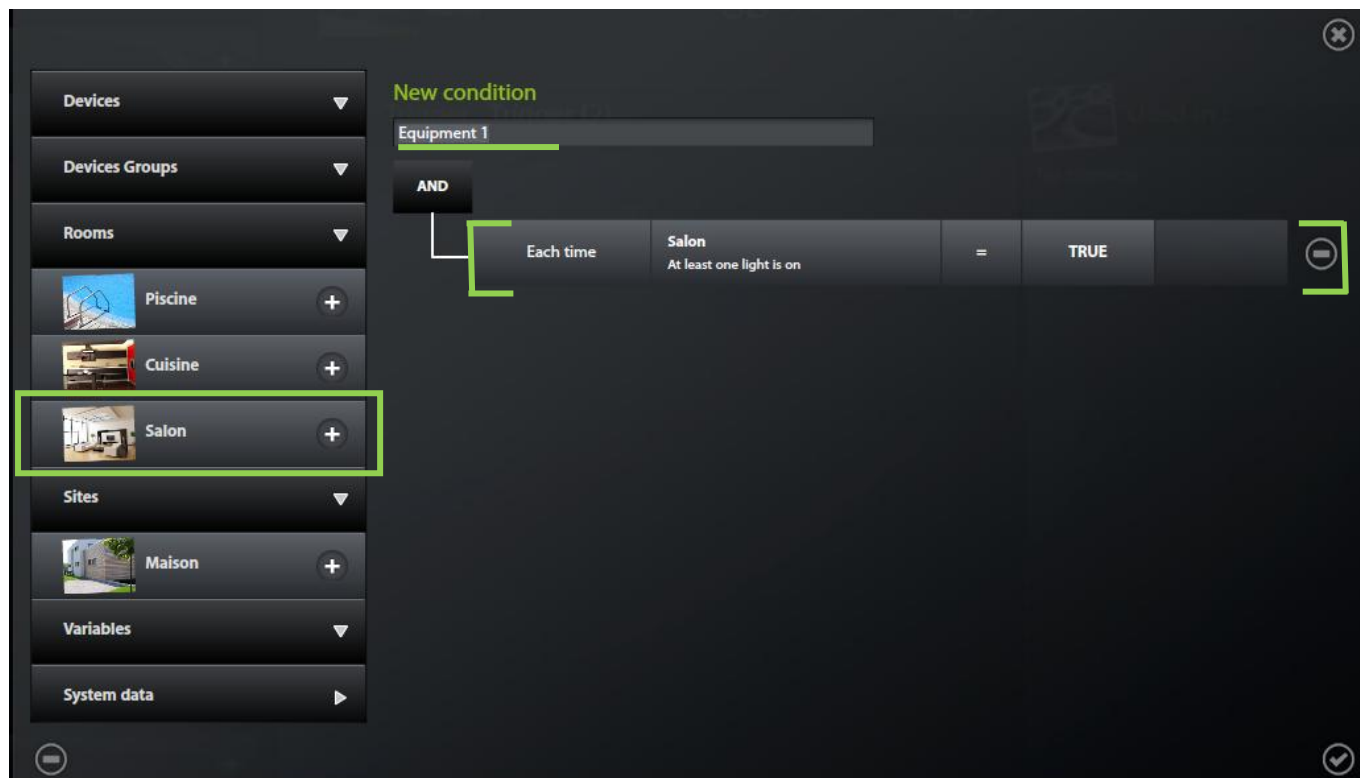 Devices
Devices Groups
Rooms
Piscine
Cuisine
Salon
Sites
Maison
Variables
System data
New condition
Equipment 1
AND
Each time
Salon
At least one light is on
=
TRUE